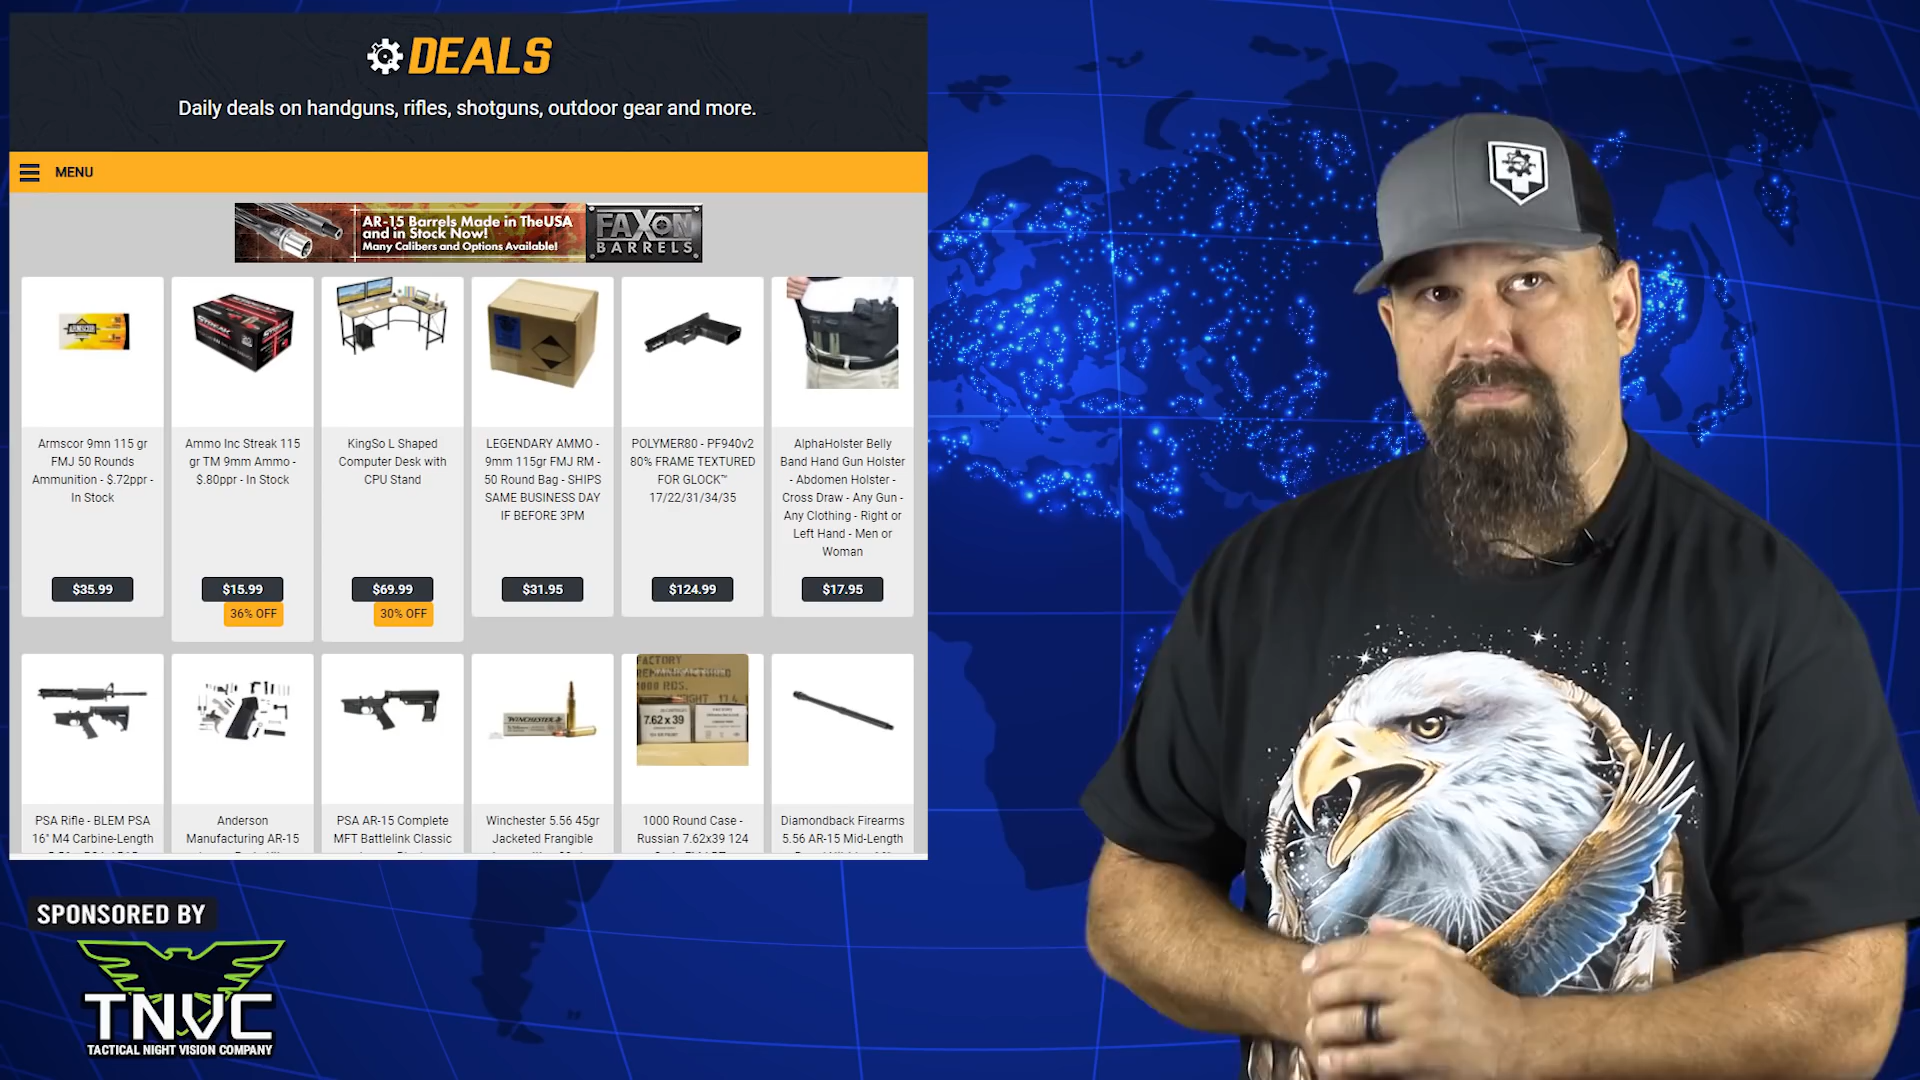 DEALS
Daily deals on handguns, rifles, shotguns, outdoor gear and more.
MENU
AR-15 Barrels Made in TheUSA
and in Stock Now!
Many Calibers and Options Available!
FAXON
BARRELS
Armscor 9mn 115 gr
FMJ 50 Rounds
Ammunition - $.72ppr -
In Stock
$35.99
Ammo Inc Streak 115
gr TM 9mm Ammo -
$.80ppr - In Stock
$15.99
36% OFF
KingSo L Shaped
Computer Desk with
CPU Stand
$69.99
30% OFF
LEGENDARY AMMO -
9mm 115gr FMJ RM -
50 Round Bag - SHIPS
SAME BUSINESS DAY
IF BEFORE 3PM
$31.95
POLYMER80 - PF940v2
80% FRAME TEXTURED
FOR GLOCK™
17/22/31/34/35
$124.99
AlphaHolster Belly
Band Hand Gun Holster
- Abdomen Holster -
Cross Draw - Any Gun -
Any Clothing - Right or
Left Hand - Men or
Woman
$17.95
ARMSCOR
STREAK
PSA Rifle - BLEM PSA
16" M4 Carbine-Length
Anderson
Manufacturing AR-15
PSA AR-15 Complete
MFT Battlelink Classic
WINCHESTER
Winchester 5.56 45gr
Jacketed Frangible
FACTORY
REMANUFACTURED
1000 RDS.
7.62 x 39
1000 Round Case -
Russian 7.62x39 124
Diamondback Firearms
5.56 AR-15 Mid-Length
SPONSORED BY
TNVC
TACTICAL NIGHT VISION COMPANY